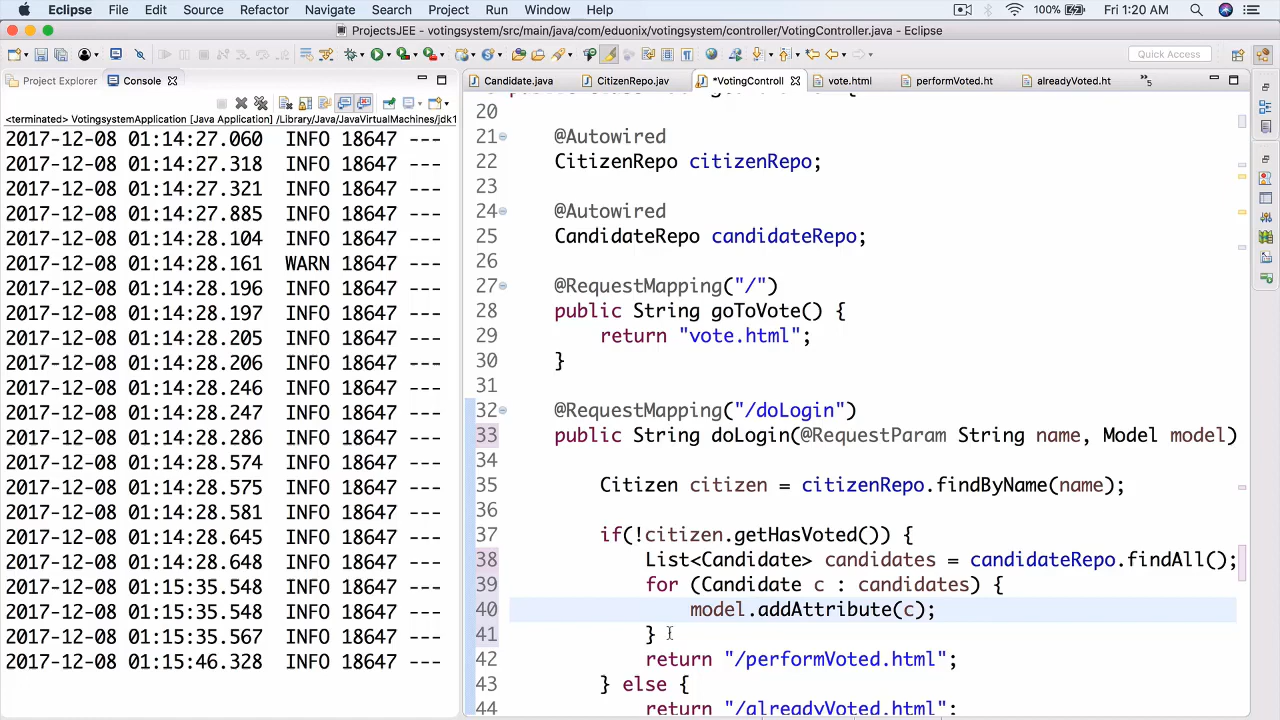 Eclipse File Edit Source Refactor Navigate Search Project Run Window Help 100% Fri 1:20 AM
ProjectsJEE - votingsystem/src/main/java/com/eduonix/votingsystem/controller/VotingController.java - Eclipse
Quick Access
Project Explorer Console
Candidate.java CitizenRepo.jav *VotingControll vote.html performVoted.ht alreadyVoted.ht »5
<terminated> VotingsystemApplication [Java Application] /Library/Java/JavaVirtualMachines/jdk1
2017-12-08 01:14:27.060 INFO 18647 ---
2017-12-08 01:14:27.318 INFO 18647 ---
2017-12-08 01:14:27.321 INFO 18647 ---
2017-12-08 01:14:27.885 INFO 18647 ---
2017-12-08 01:14:28.104 INFO 18647 ---
2017-12-08 01:14:28.161 WARN 18647 ---
2017-12-08 01:14:28.196 INFO 18647 ---
2017-12-08 01:14:28.197 INFO 18647 ---
2017-12-08 01:14:28.205 INFO 18647 ---
2017-12-08 01:14:28.206 INFO 18647 ---
2017-12-08 01:14:28.246 INFO 18647 ---
2017-12-08 01:14:28.247 INFO 18647 ---
2017-12-08 01:14:28.286 INFO 18647 ---
2017-12-08 01:14:28.574 INFO 18647 ---
2017-12-08 01:14:28.575 INFO 18647 ---
2017-12-08 01:14:28.581 INFO 18647 ---
2017-12-08 01:14:28.645 INFO 18647 ---
2017-12-08 01:14:28.648 INFO 18647 ---
2017-12-08 01:15:35.548 INFO 18647 ---
2017-12-08 01:15:35.548 INFO 18647 ---
2017-12-08 01:15:35.567 INFO 18647 ---
2017-12-08 01:15:46.328 INFO 18647 ---
20
21 @Autowired
22 CitizenRepo citizenRepo;
23
24 @Autowired
25 CandidateRepo candidateRepo;
26
27 @RequestMapping("/")
28 public String goToVote() {
29 return "vote.html";
30 }
31
32 @RequestMapping("/doLogin")
33 public String doLogin(@RequestParam String name, Model model)
34
35 Citizen citizen = citizenRepo.findByName(name);
36
37 if(!citizen.getHasVoted()) {
38 List<Candidate> candidates = candidateRepo.findAll();
39 for (Candidate c : candidates) {
40 model.addAttribute(c);
41 }
42 return "/performVoted.html";
43 } else {
44 return "/alreadyVoted.html";